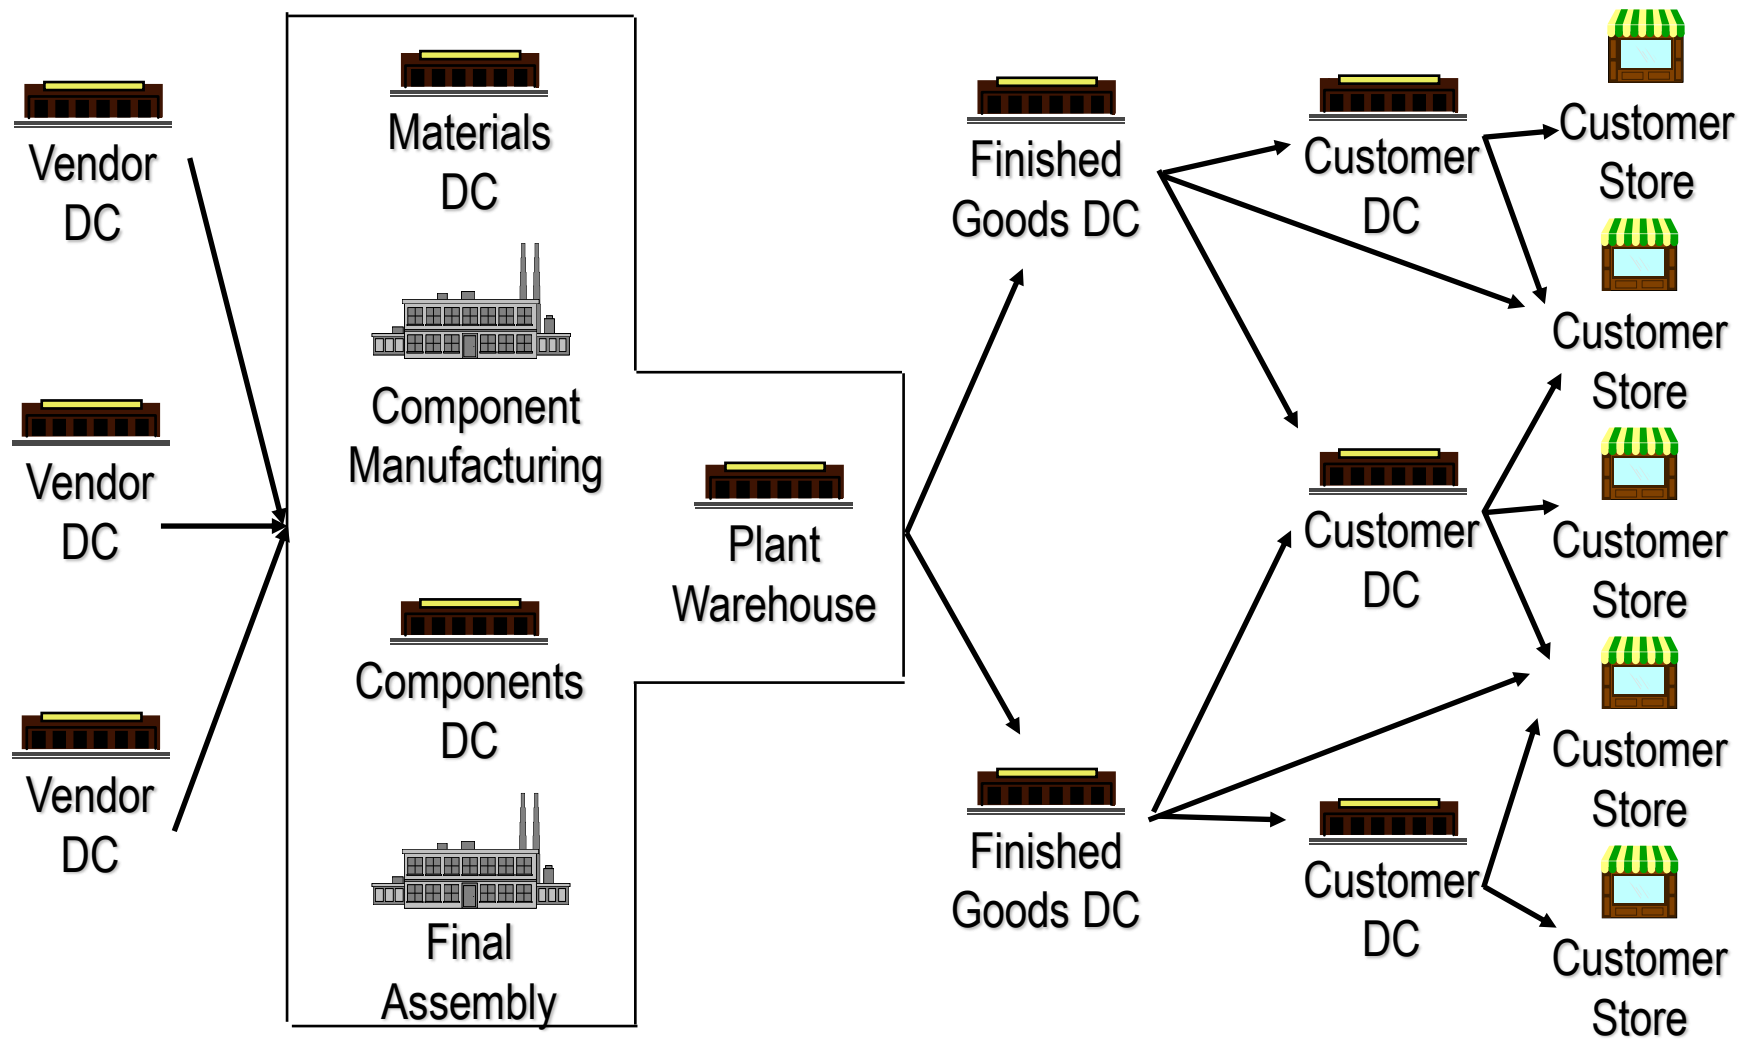 Vendor
DC
Vendor
DC
Vendor
DC
Materials
DC
Component
Manufacturing
Components
DC
Final
Assembly
Plant
Warehouse
Finished
Goods DC
Finished
Goods DC
Customer
DC
Customer
DC
Customer
DC
Customer
Store
Customer
Store
Customer
Store
Customer
Store
Customer
Store